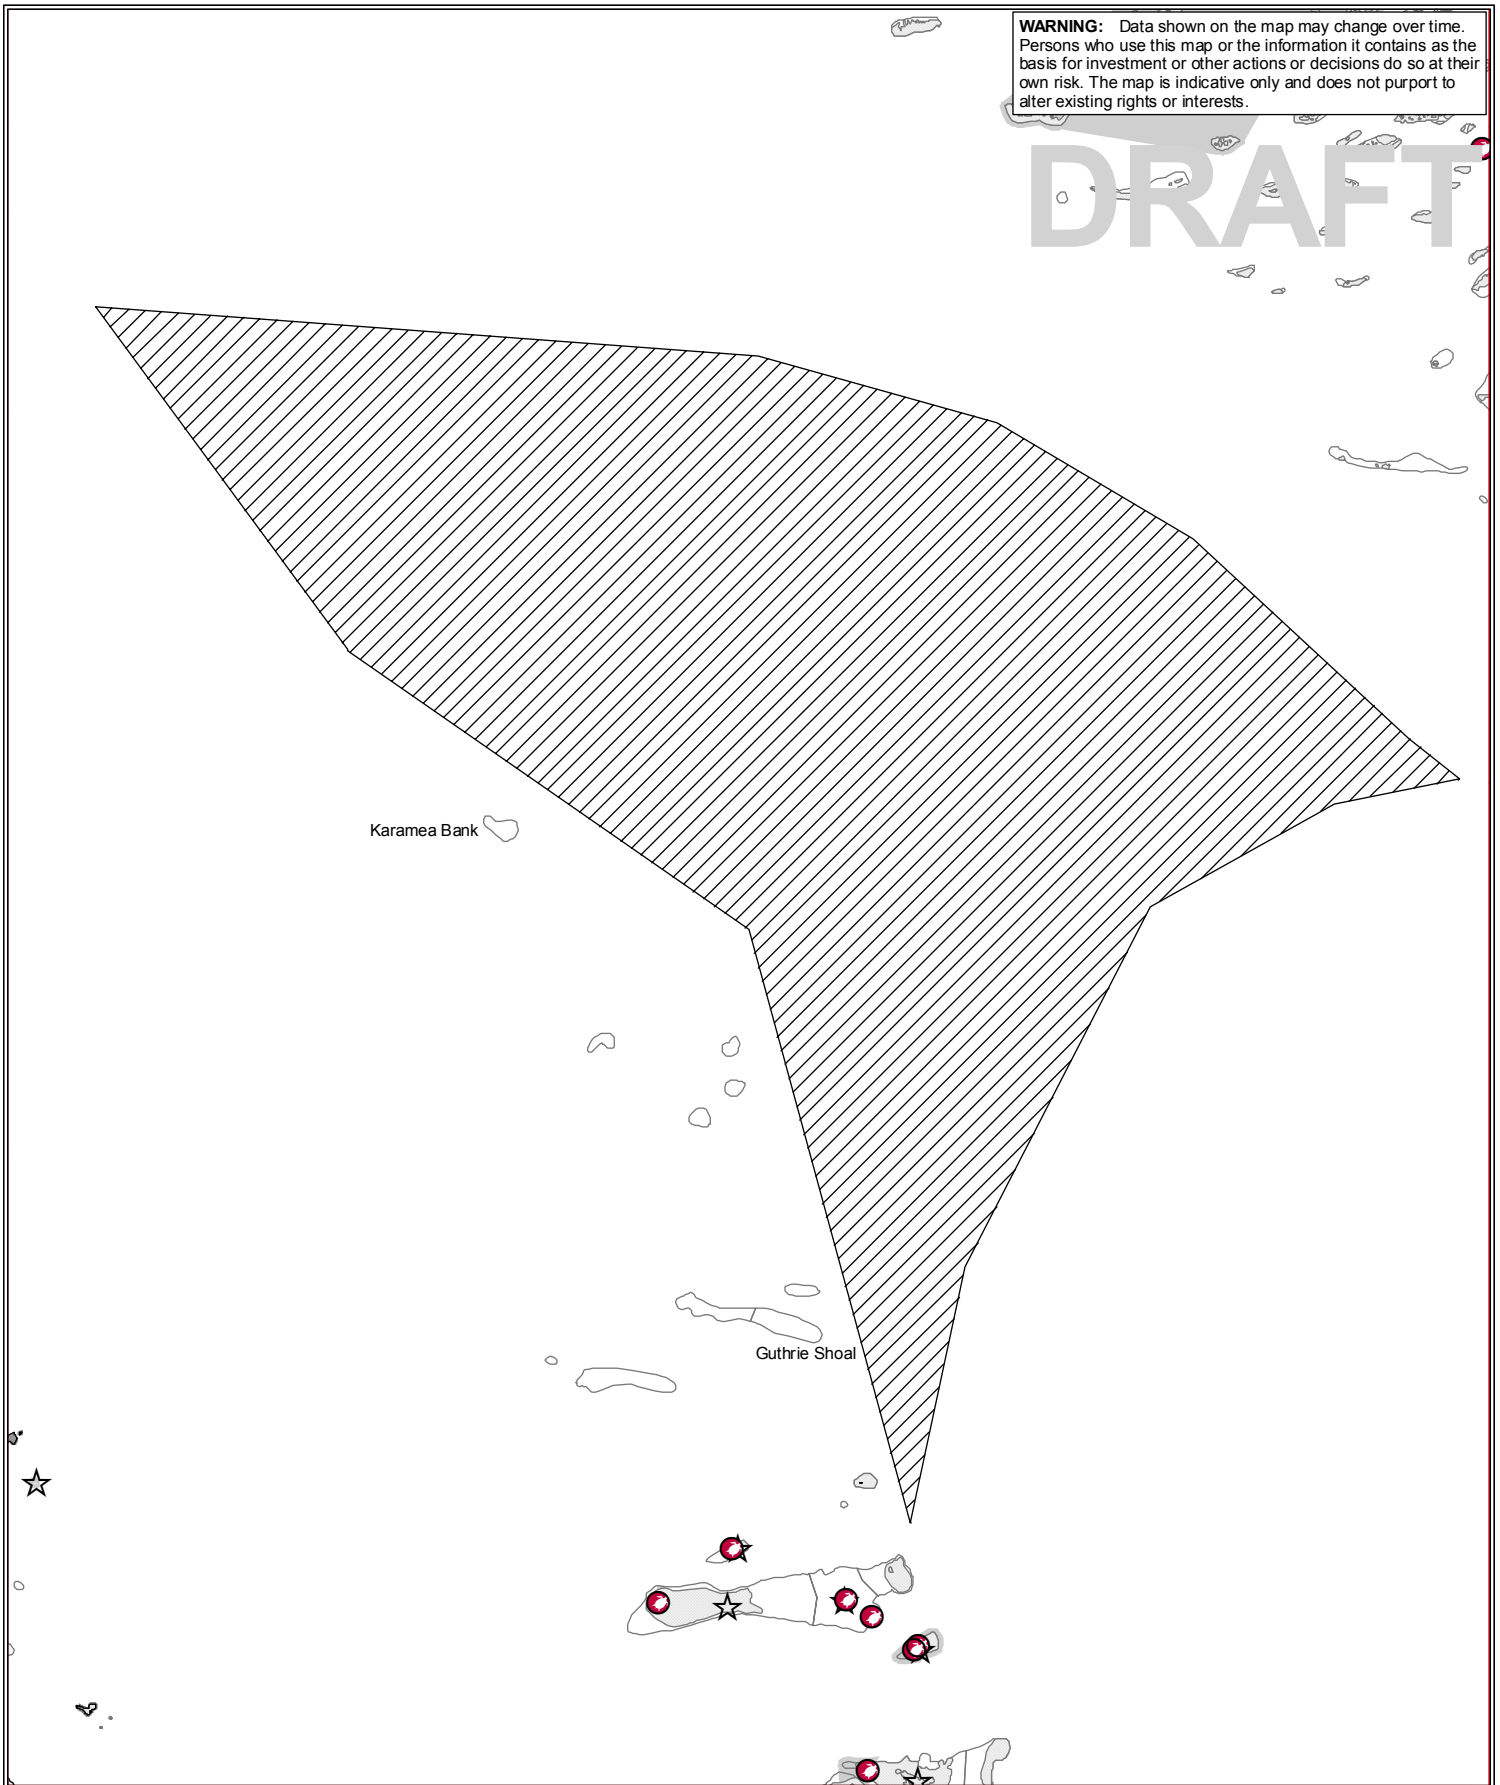 WARNING: Data shown on the map may change over time.
Persons who use this map or the information it contains as the
basis for investment or other actions or decisions do so at their
own risk. The map is indicative only and does not purport to
alter existing rights or interests.
DRAFT
Karamea Bank
Guthrie Shoal